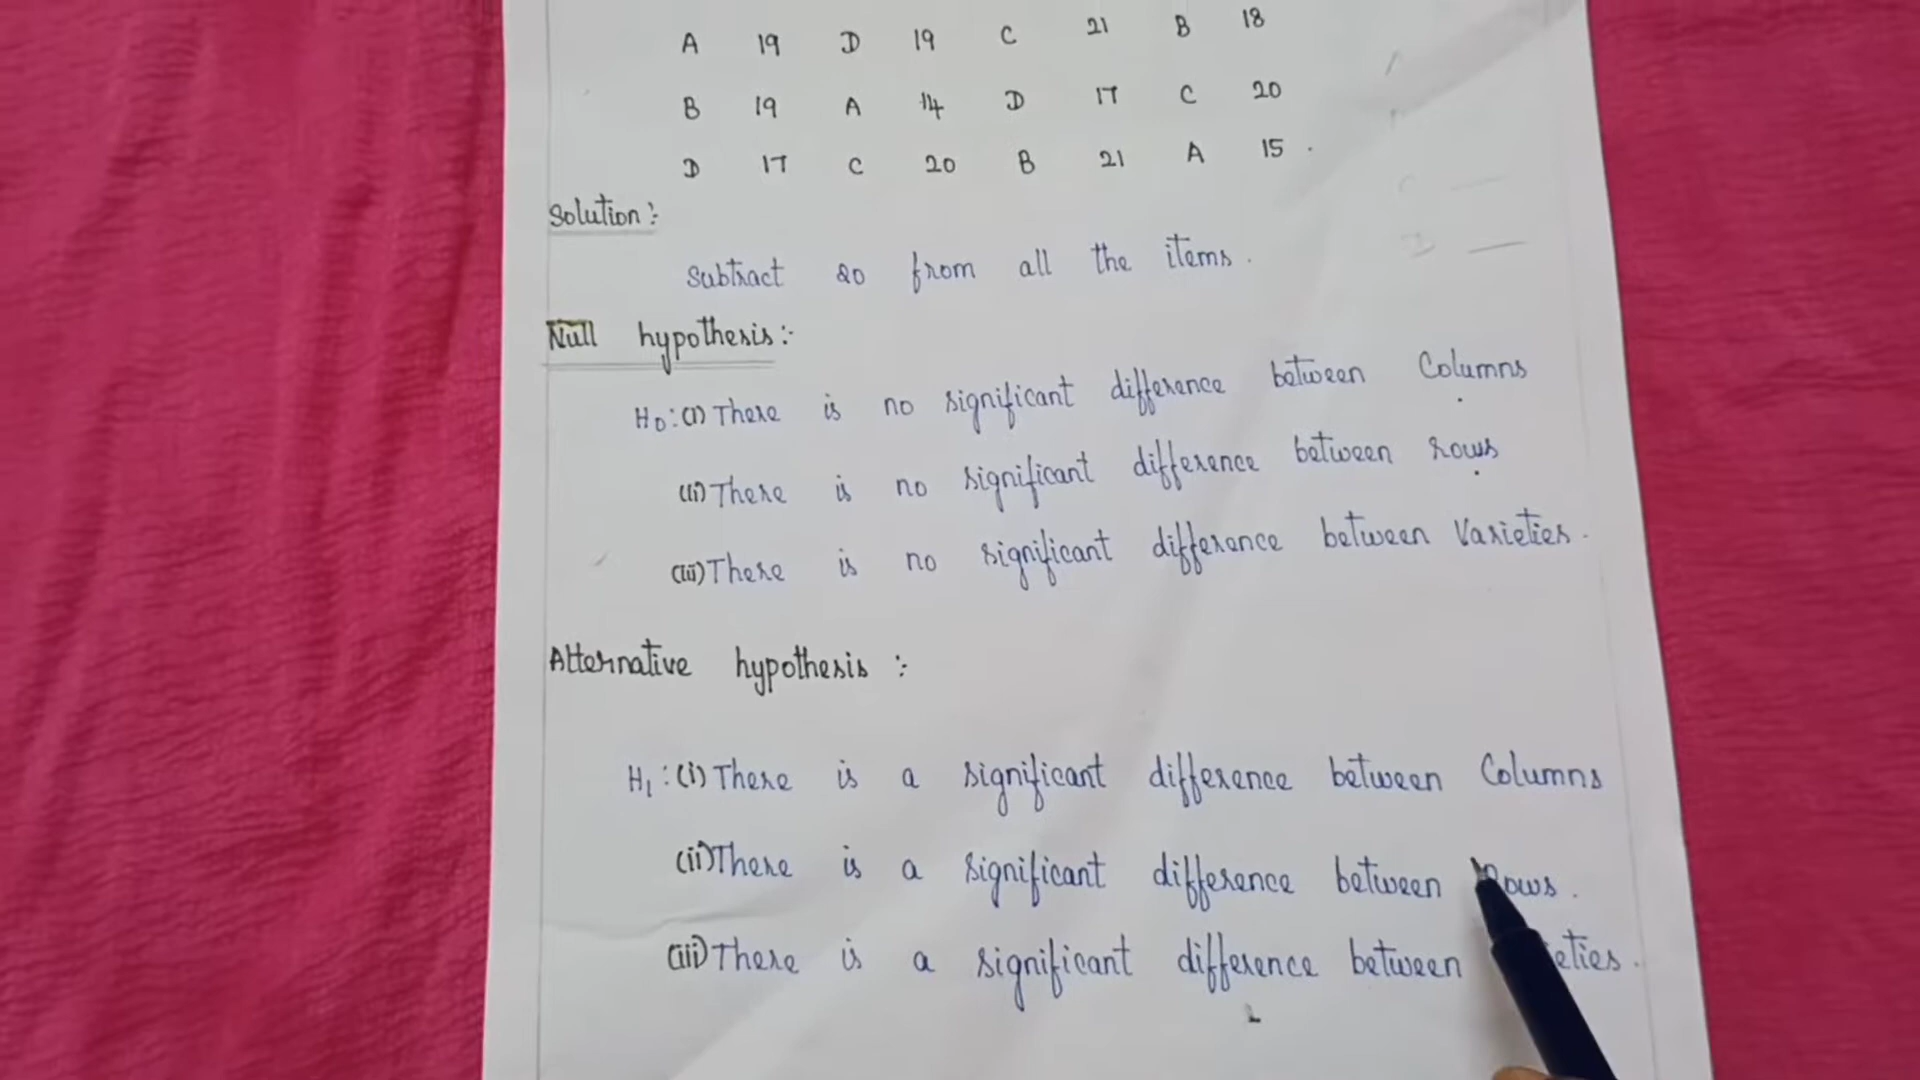 A 19 D 19 C 21 B 18
B 19 A 14 D 17 C 20
D 17 C 20 B 21 A 15 .
Solution :-
Subtract 20 from all the items .
Null hypothesis :-
H0 : (i) There is no significant difference between Columns
(ii) There is no significant difference between rows
(iii) There is no significant difference between Varieties .
Alternative hypothesis :-
H1 : (i) There is a significant difference between Columns
(ii) There is a significant difference between Rows .
(iii) There is a significant difference between ieties .